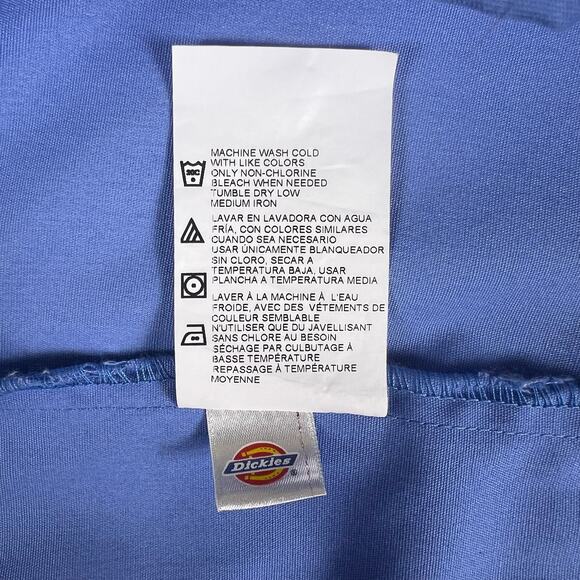 MACHINE WASH COLD
WITH LIKE COLORS
ONLY NON-CHLORINE
BLEACH WHEN NEEDED
TUMBLE DRY LOW
MEDIUM IRON
30C
LAVAR EN LAVADORA CON AGUA
FRÍA, CON COLORES SIMILARES
CUANDO SEA NECESARIO
USAR ÚNICAMENTE BLANQUEADOR
SIN CLORO, SECAR A
TEMPERATURA BAJA, USAR
PLANCHA A TEMPERATURA MEDIA
LAVER À LA MACHINE À L'EAU
FROIDE, AVEC DES VÉTEMENTS DE
COULEUR SEMBLABLE
N'UTILISER QUE DU JAVELLISANT
SANS CHLORE AU BESOIN
SÉCHAGE PAR CULBUTAGE À
BASSE TEMPÉRATURE
REPASSAGE À TEMPÉRATURE
MOYENNE
Dickies
®